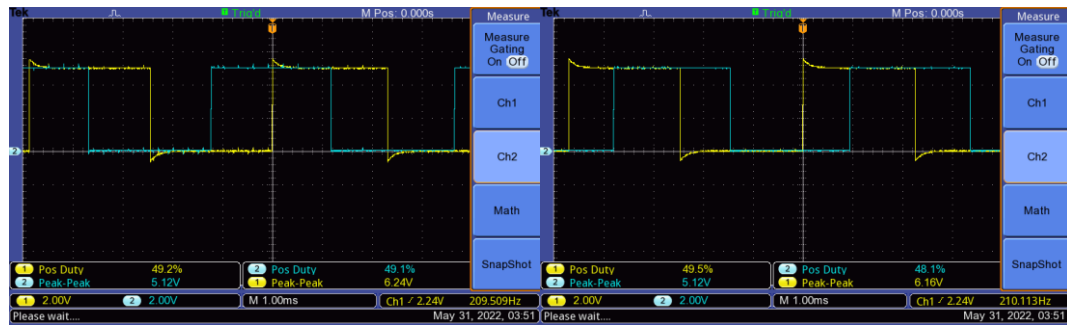 Tek Trig'd M Pos: 0.000s Measure
T
Measure
Gating
On Off
Ch1
2
Ch2
Math
SnapShot
1 Pos Duty 49.2% 2 Pos Duty 49.1%
2 Peak-Peak 5.12V 1 Peak-Peak 6.24V
1 2.00V 2 2.00V M 1.00ms Ch1 / 2.24V 209.509Hz
Please wait.... May 31, 2022, 03:51
Tek Trig'd M Pos: 0.000s Measure
T
Measure
Gating
On Off
Ch1
2
Ch2
Math
SnapShot
1 Pos Duty 49.5% 2 Pos Duty 48.1%
2 Peak-Peak 5.12V 1 Peak-Peak 6.16V
1 2.00V 2 2.00V M 1.00ms Ch1 / 2.24V 210.113Hz
Please wait.... May 31, 2022, 03:51